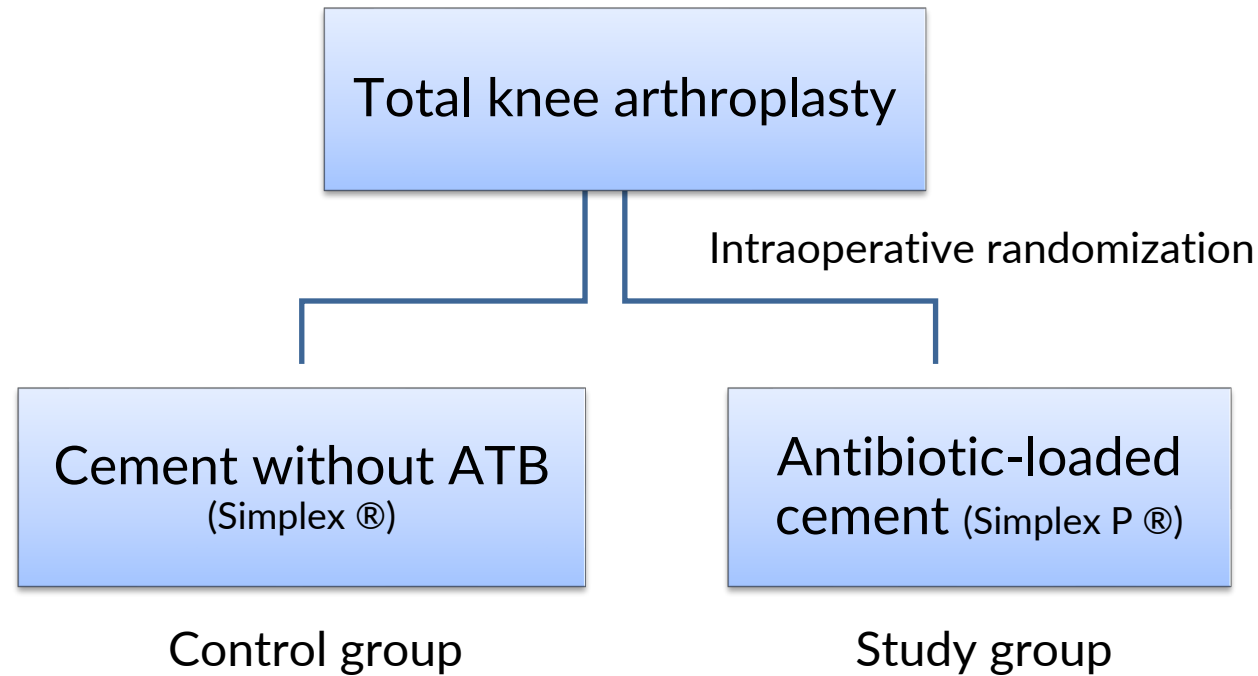 Total knee arthroplasty
Intraoperative randomization
Cement without ATB
(Simplex ®)
Antibiotic-loaded
cement (Simplex P ®)
Control group
Study group